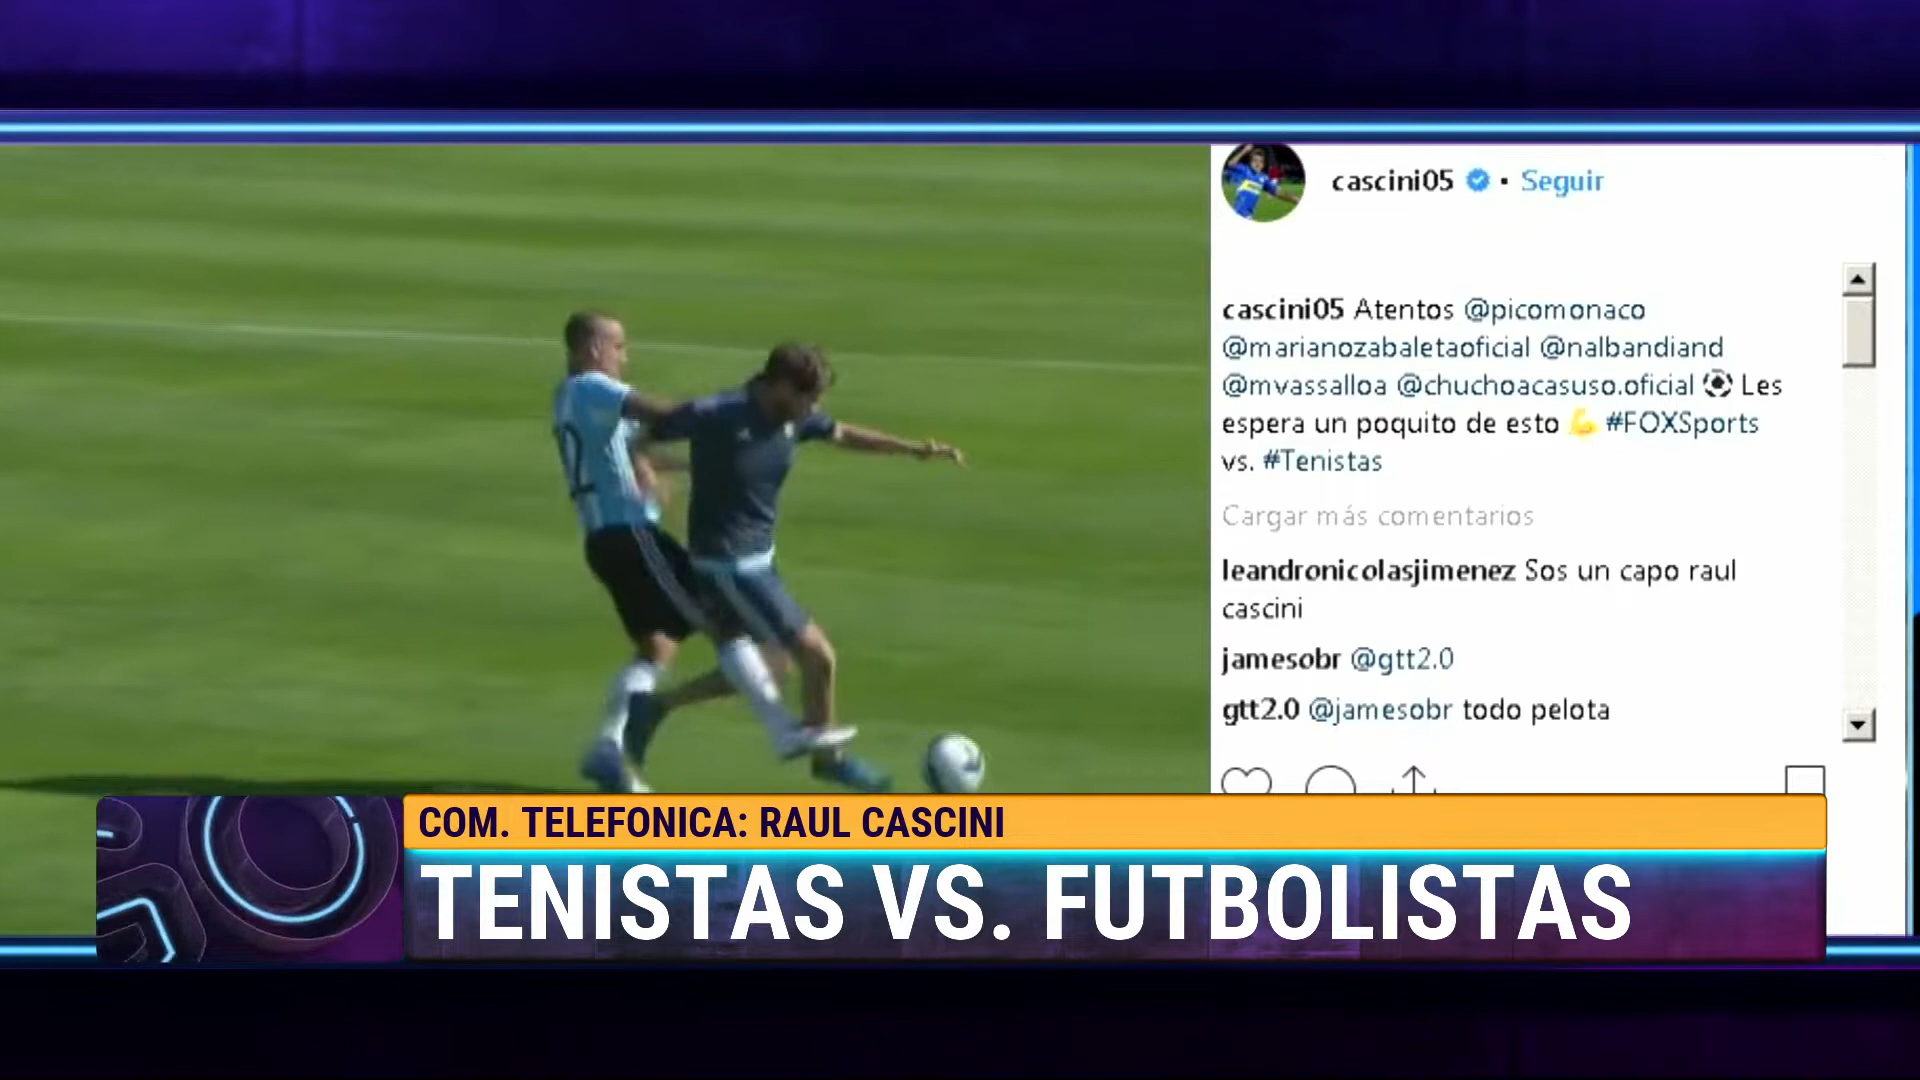 cascini05 • Seguir
cascini05 Atentos @picomonaco
@marianozabaletaoficial @nalbandiand
@mvassalloa @chuchoacasuso.oficial ⚽ Les
espera un poquito de esto 💪 #FOXSports
vs. #Tenistas
Cargar más comentarios
leandronicolasjimenez Sos un capo raul
cascini
jamesobr @gtt2.0
gtt2.0 @jamesobr todo pelota
COM. TELEFONICA: RAUL CASCINI
TENISTAS VS. FUTBOLISTAS